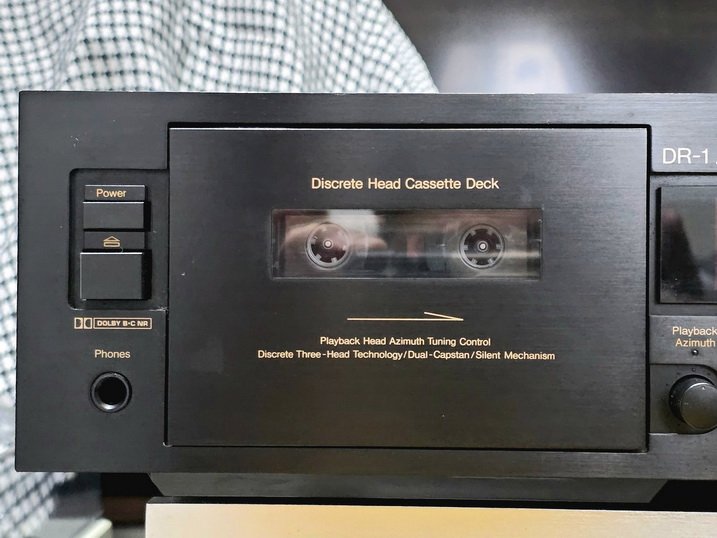 Discrete Head Cassette Deck
DR-1
Power
DOLBY B-C NR
Phones
Playback Head Azimuth Tuning Control
Discrete Three-Head Technology/Dual-Capstan/Silent Mechanism
Playback
Azimuth